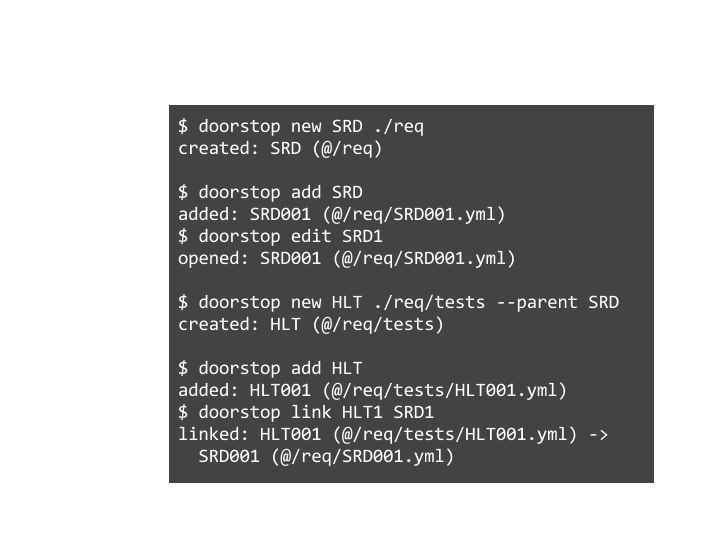 $ doorstop new SRD ./req
created: SRD (@/req)
$ doorstop add SRD
added: SRD001 (@/req/SRD001.yml)
$ doorstop edit SRD1
opened: SRD001 (@/req/SRD001.yml)
$ doorstop new HLT ./req/tests --parent SRD
created: HLT (@/req/tests)
$ doorstop add HLT
added: HLT001 (@/req/tests/HLT001.yml)
$ doorstop link HLT1 SRD1
linked: HLT001 (@/req/tests/HLT001.yml) ->
  SRD001 (@/req/SRD001.yml)